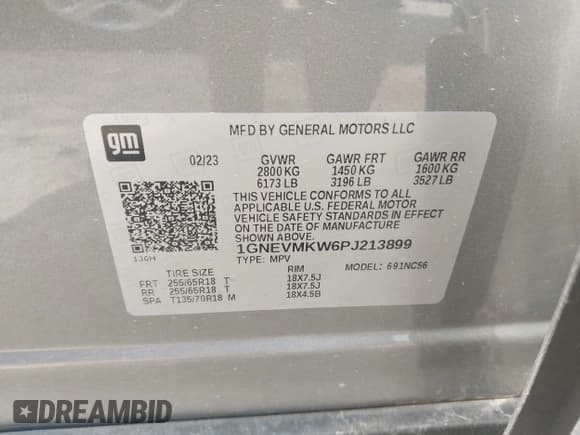 gm
MFD BY GENERAL MOTORS LLC
02/23 GVWR GAWR FRT GAWR RR
2800 KG 1450 KG 1600 KG
6173 LB 3196 LB 3527 LB
THIS VEHICLE CONFORMS TO ALL
APPLICABLE U.S. FEDERAL MOTOR
VEHICLE SAFETY STANDARDS IN EFFECT
ON THE DATE OF MANUFACTURE
SHOWN ABOVE.
1GNEVMKW6PJ213899
13GH TYPE: MPV MODEL: 691NC56
TIRE SIZE RIM
FRT 255/65R18 T 18X7.5J
RR 255/65R18 T 18X7.5J
SPA T135/70R18 M 18X4.5B
DREAMBID